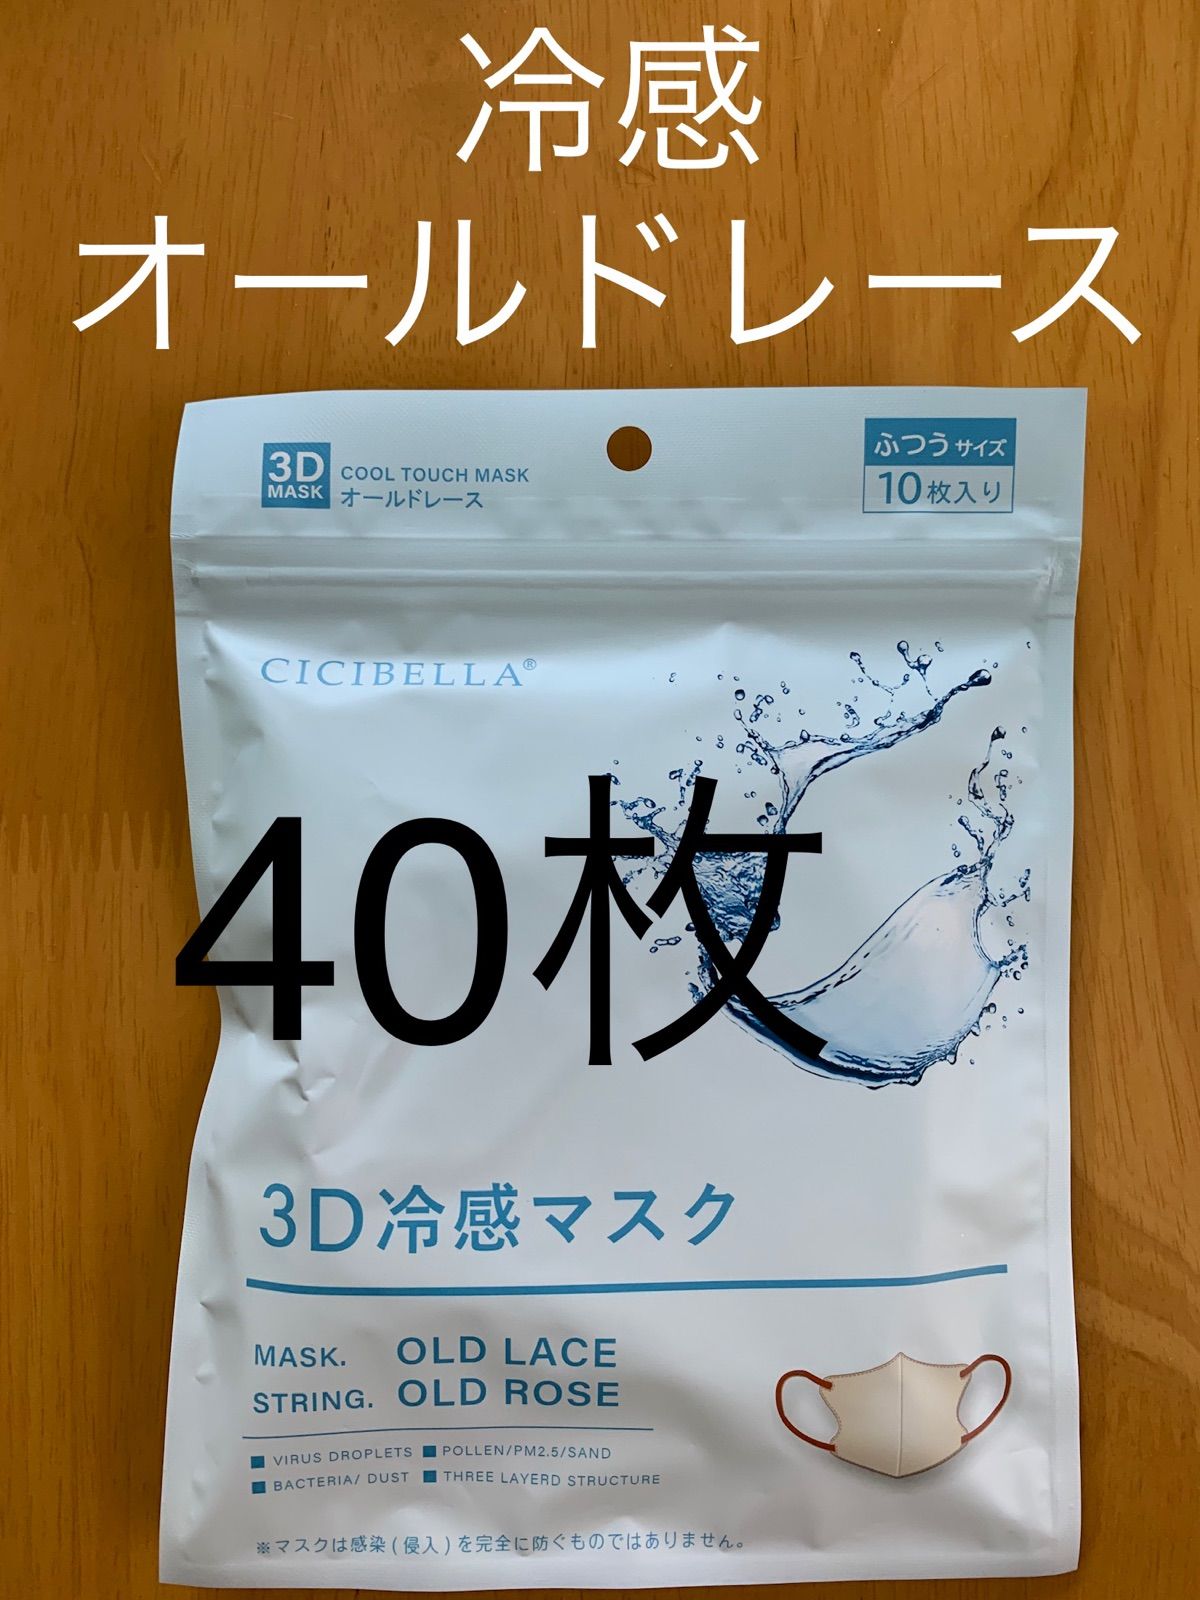 冷感
オールドレース
3D
MASK
COOL TOUCH MASK
オールドレース
ふつうサイズ
10枚入り
CICIBELLA®
40枚
3D冷感マスク
MASK. OLD LACE
STRING. OLD ROSE
VIRUS DROPLETS POLLEN/PM2.5/SAND
BACTERIA/ DUST THREE LAYERD STRUCTURE
※マスクは感染(侵入)を完全に防ぐものではありません。